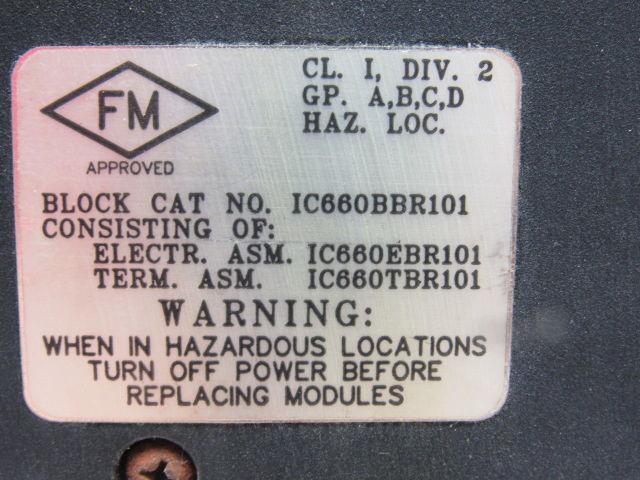 FM
APPROVED
CL. I, DIV. 2
GP. A,B,C,D
HAZ. LOC.
BLOCK CAT NO. IC660BBR101
CONSISTING OF:
ELECTR. ASM. IC660EBR101
TERM. ASM. IC660TBR101
WARNING:
WHEN IN HAZARDOUS LOCATIONS
TURN OFF POWER BEFORE
REPLACING MODULES